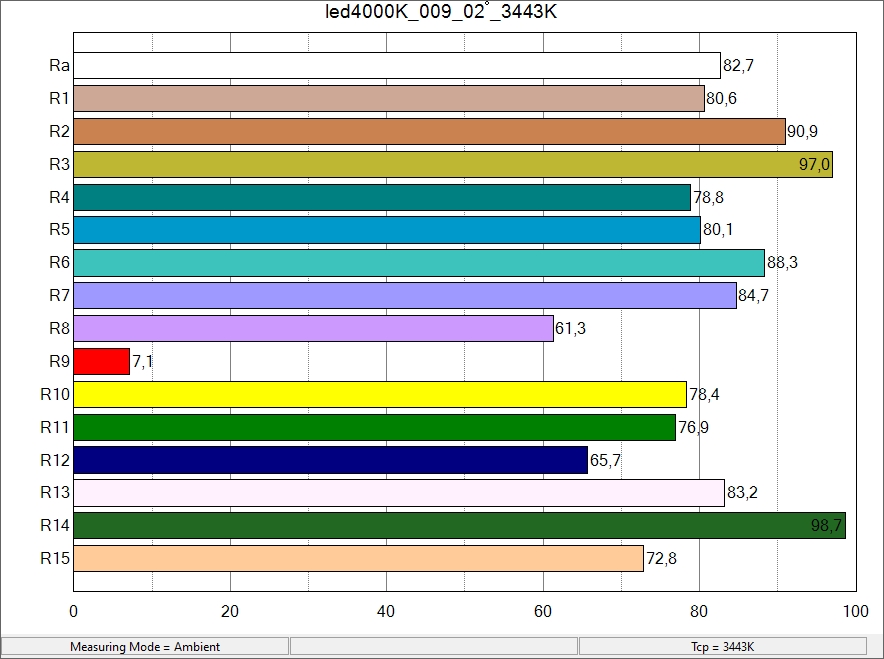 led4000K_009_02°_3443K
Ra 82,7
R1 80,6
R2 90,9
R3 97,0
R4 78,8
R5 80,1
R6 88,3
R7 84,7
R8 61,3
R9 7,1
R10 78,4
R11 76,9
R12 65,7
R13 83,2
R14 98,7
R15 72,8
0 20 40 60 80 100
Measuring Mode = Ambient Tcp = 3443K